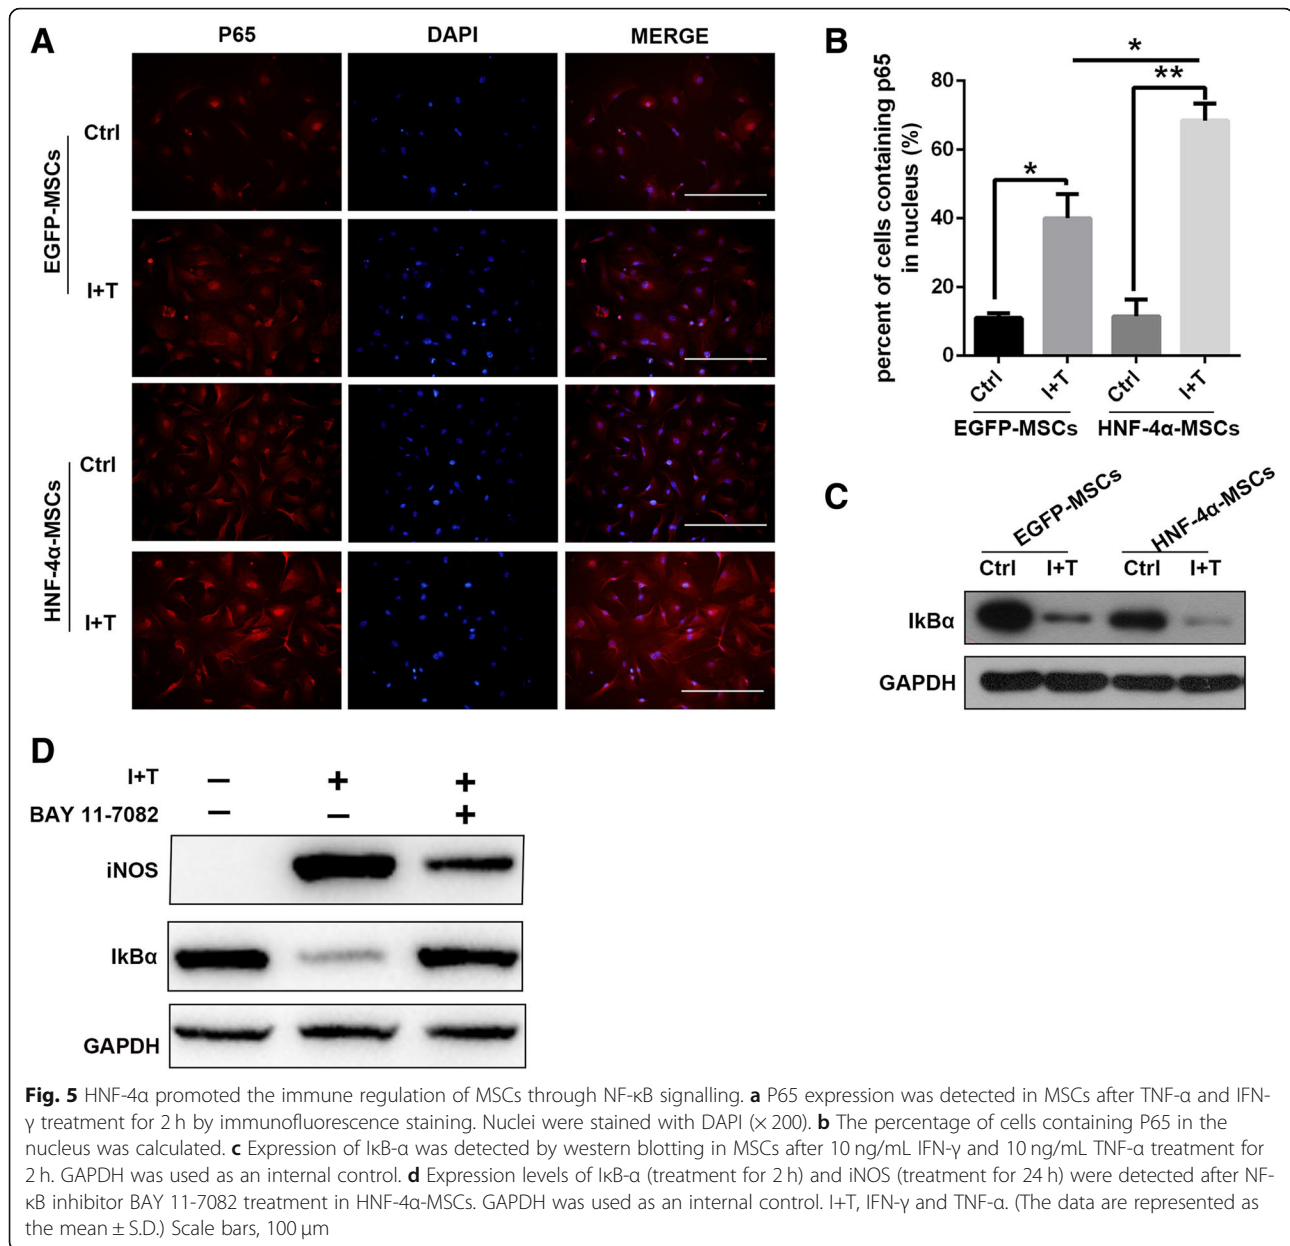 A
P65 DAPI MERGE
EGFP-MSCs
Ctrl
I+T
HNF-4α-MSCs
Ctrl
I+T
B
percent of cells containing p65
in nucleus (%)
80
60
40
20
0
*
*
**
Ctrl I+T Ctrl I+T
EGFP-MSCs HNF-4α-MSCs
C
EGFP-MSCs HNF-4α-MSCs
Ctrl I+T Ctrl I+T
IkBα
GAPDH
D
I+T − + +
BAY 11-7082 − − +
iNOS
IkBα
GAPDH
Fig. 5 HNF-4α promoted the immune regulation of MSCs through NF-κB signalling. a P65 expression was detected in MSCs after TNF-α and IFN-
γ treatment for 2 h by immunofluorescence staining. Nuclei were stained with DAPI (× 200). b The percentage of cells containing P65 in the
nucleus was calculated. c Expression of IκB-α was detected by western blotting in MSCs after 10 ng/mL IFN-γ and 10 ng/mL TNF-α treatment for
2 h. GAPDH was used as an internal control. d Expression levels of IκB-α (treatment for 2 h) and iNOS (treatment for 24 h) were detected after NF-
κB inhibitor BAY 11-7082 treatment in HNF-4α-MSCs. GAPDH was used as an internal control. I+T, IFN-γ and TNF-α. (The data are represented as
the mean ± S.D.) Scale bars, 100 μm